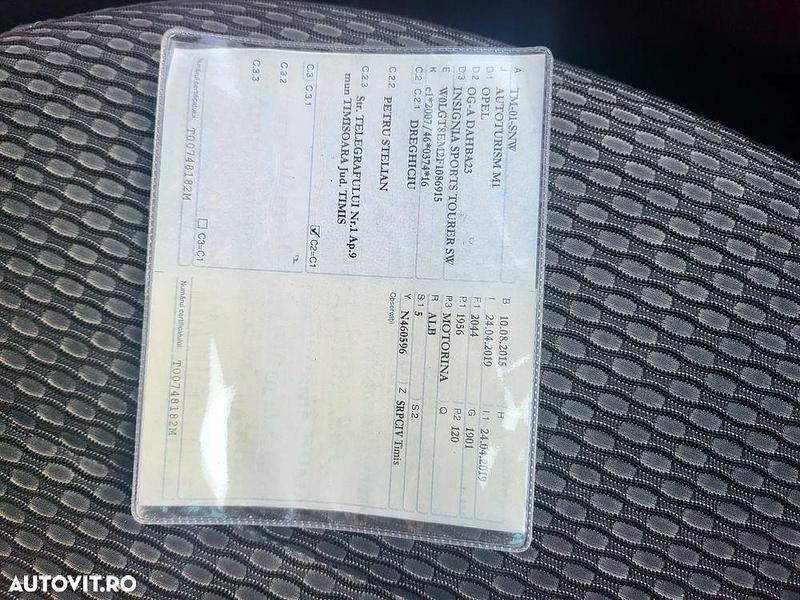 A TM-01-SNW
J AUTOTURISM M1
D.1 OPEL
D.2 OG-A DAHBA23
D.3 INSIGNIA SPORTS TOURER SW
E W0LGT8EM2F1086915
K e1*2007/46*0374*16
C.2 C.2.1 DREGHICIU
C.2.2 PETRU STELIAN
C.2.3 Str. TELEGRAFULUI Nr.1 Ap.9
mun TIMISOARA Jud. TIMIS
C2=C1
C.3 C.3.1
C.3.2
C.3.3
C3=C1
Numărul certificatului T00748182M
B 10.08.2015 H
I 24.04.2019 I.1 24.04.2019
F.1 2044 G 1901
P.1 1956 P.2 120
P.3 MOTORINA Q
R ALB
S.1 5 S.2
Y N460596 Z SRPCIV Timis
Observații
Numărul certificatului T00748182M
AUTOVIT.RO